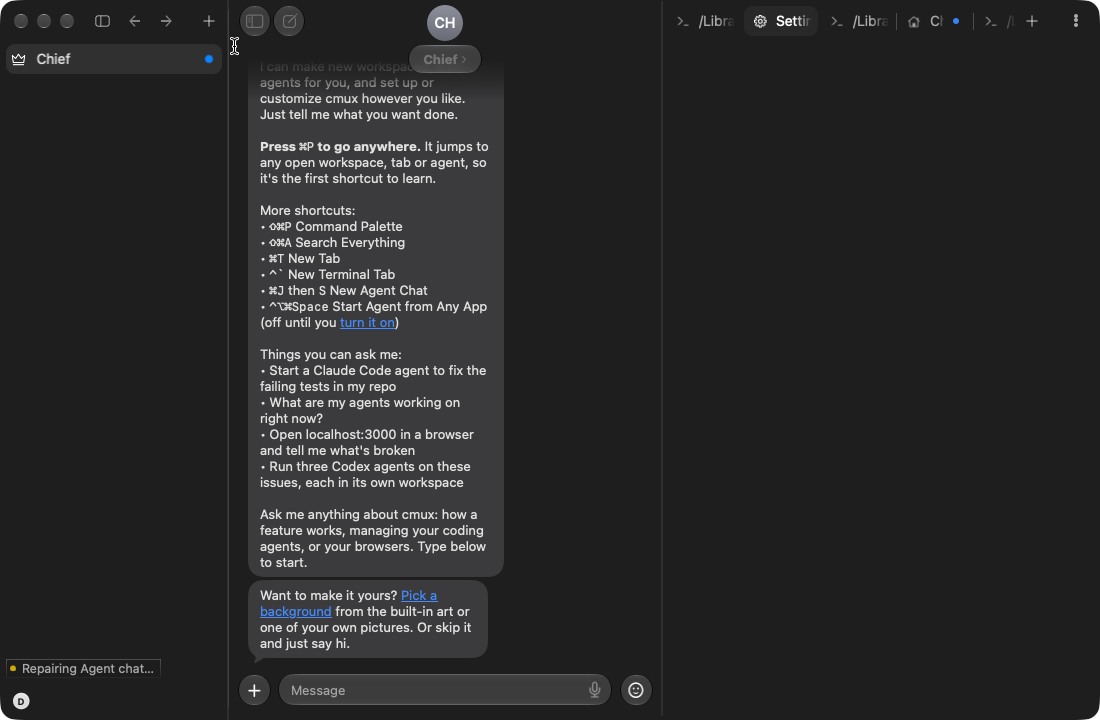 >_ /Libra
Settin
>_ /Libra
Ch
>_ /L
CH
Chief
Chief ›
I can make new workspac
agents for you, and set up or
customize cmux however you like.
Just tell me what you want done.
Press ⌘P to go anywhere. It jumps to
any open workspace, tab or agent, so
it's the first shortcut to learn.
More shortcuts:
• ⇧⌘P Command Palette
• ⇧⌘A Search Everything
• ⌘T New Tab
• ^` New Terminal Tab
• ⌘J then S New Agent Chat
• ^⌥⌘Space Start Agent from Any App
(off until you turn it on)
Things you can ask me:
• Start a Claude Code agent to fix the
failing tests in my repo
• What are my agents working on
right now?
• Open localhost:3000 in a browser
and tell me what's broken
• Run three Codex agents on these
issues, each in its own workspace
Ask me anything about cmux: how a
feature works, managing your coding
agents, or your browsers. Type below
to start.
Want to make it yours? Pick a
background from the built-in art or
one of your own pictures. Or skip it
and just say hi.
Repairing Agent chat...
Message
D